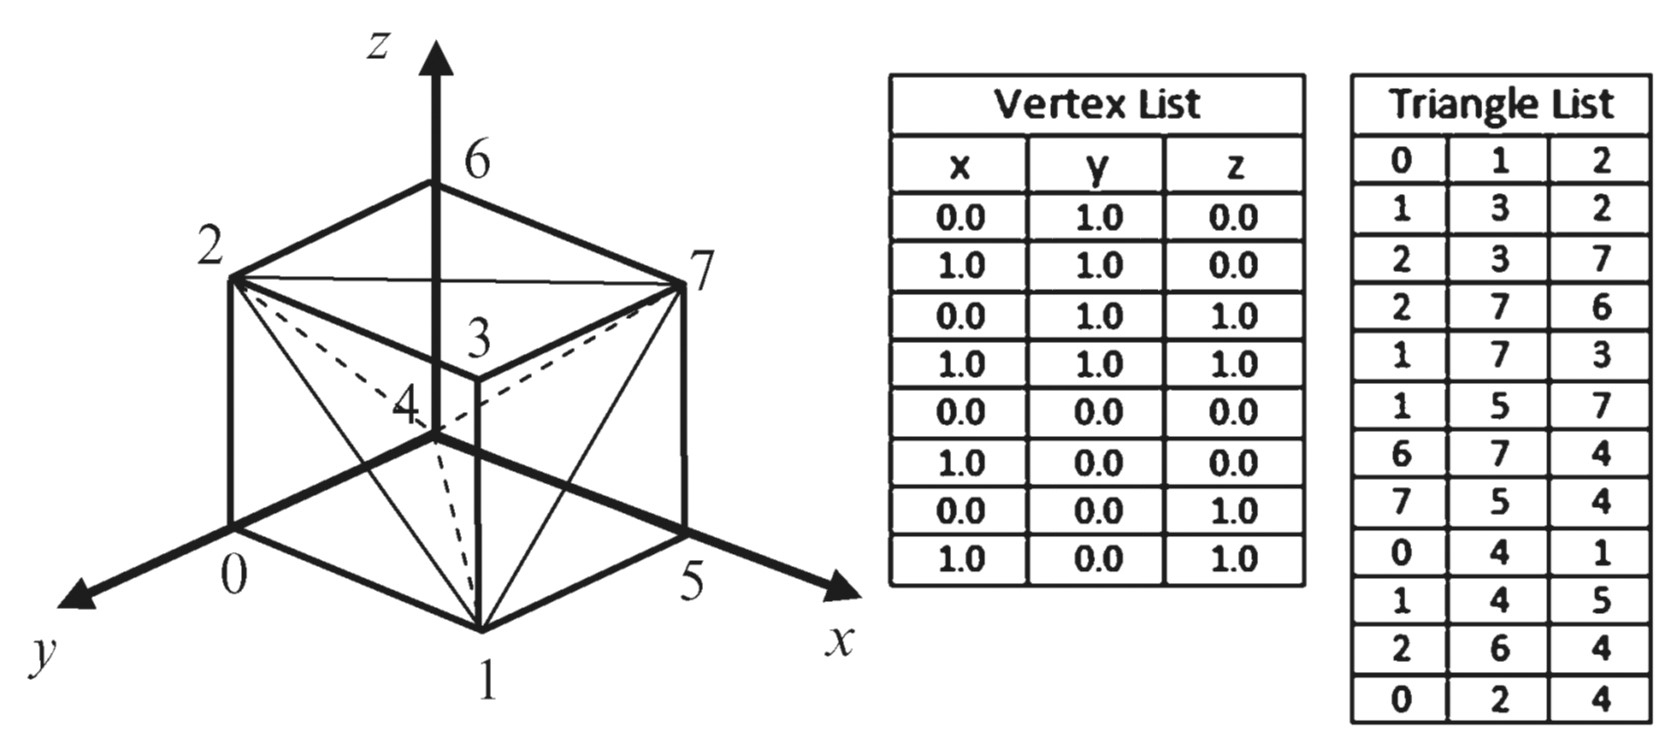 z
6
2
7
3
4
0
5
y
x
1
Vertex List
x y z
0.0 1.0 0.0
1.0 1.0 0.0
0.0 1.0 1.0
1.0 1.0 1.0
0.0 0.0 0.0
1.0 0.0 0.0
0.0 0.0 1.0
1.0 0.0 1.0
Triangle List
0 1 2
1 3 2
2 3 7
2 7 6
1 7 3
1 5 7
6 7 4
7 5 4
0 4 1
1 4 5
2 6 4
0 2 4